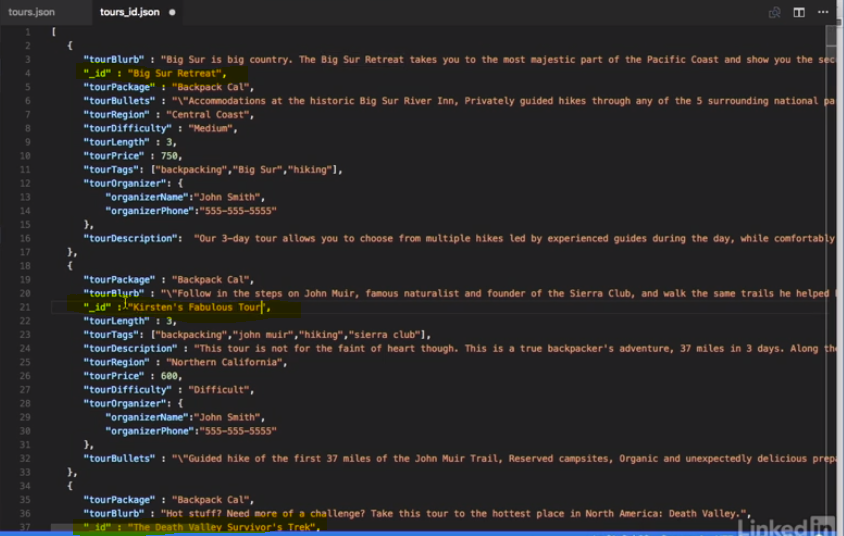 tours.json tours_id.json
1 [
2 {
3 "tourBlurb" : "Big Sur is big country. The Big Sur Retreat takes you to the most majestic part of the Pacific Coast and show you the sec
4 "_id" : "Big Sur Retreat",
5 "tourPackage" : "Backpack Cal",
6 "tourBullets" : "\"Accommodations at the historic Big Sur River Inn, Privately guided hikes through any of the 5 surrounding national pa
7 "tourRegion" : "Central Coast",
8 "tourDifficulty" : "Medium",
9 "tourLength" : 3,
10 "tourPrice" : 750,
11 "tourTags": ["backpacking","Big Sur","hiking"],
12 "tourOrganizer": {
13 "organizerName":"John Smith",
14 "organizerPhone":"555-555-5555"
15 },
16 "tourDescription": "Our 3-day tour allows you to choose from multiple hikes led by experienced guides during the day, while comfortably
17 },
18 {
19 "tourPackage" : "Backpack Cal",
20 "tourBlurb" : "\"Follow in the steps on John Muir, famous naturalist and founder of the Sierra Club, and walk the same trails he helped
21 "_id" : "Kirsten's Fabulous Tour",
22 "tourLength" : 3,
23 "tourTags": ["backpacking","john muir","hiking","sierra club"],
24 "tourDescription" : "This tour is not for the faint of heart though. This is a true backpacker's adventure, 37 miles in 3 days. Along the
25 "tourRegion" : "Northern California",
26 "tourPrice" : 600,
27 "tourDifficulty" : "Difficult",
28 "tourOrganizer": {
29 "organizerName":"John Smith",
30 "organizerPhone":"555-555-5555"
31 },
32 "tourBullets" : "\"Guided hike of the first 37 miles of the John Muir Trail, Reserved campsites, Organic and unexpectedly delicious prep
33 },
34 {
35 "tourPackage" : "Backpack Cal",
36 "tourBlurb" : "Hot stuff? Need more of a challenge? Take this tour to the hottest place in North America: Death Valley.",
37 "_id" : "The Death Valley Survivor's Trek",
LinkedIn